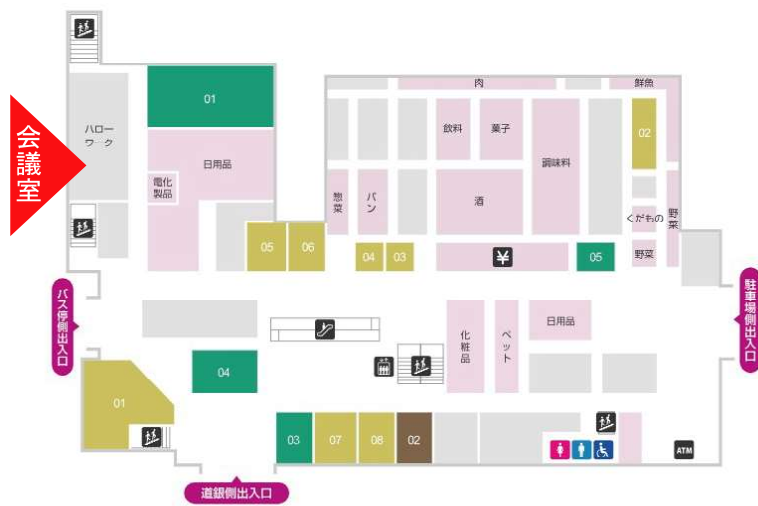 肉
鮮魚
01
会議室
ハロー
ワーク
飲料
菓子
02
日用品
調味料
電化
製品
惣菜
パン
酒
くだもの
野菜
野菜
05
06
04
03
¥
05
バス停側出入口
駐車場側出入口
化粧品
ペット
日用品
04
01
03
07
08
02
ATM
道銀側出入口